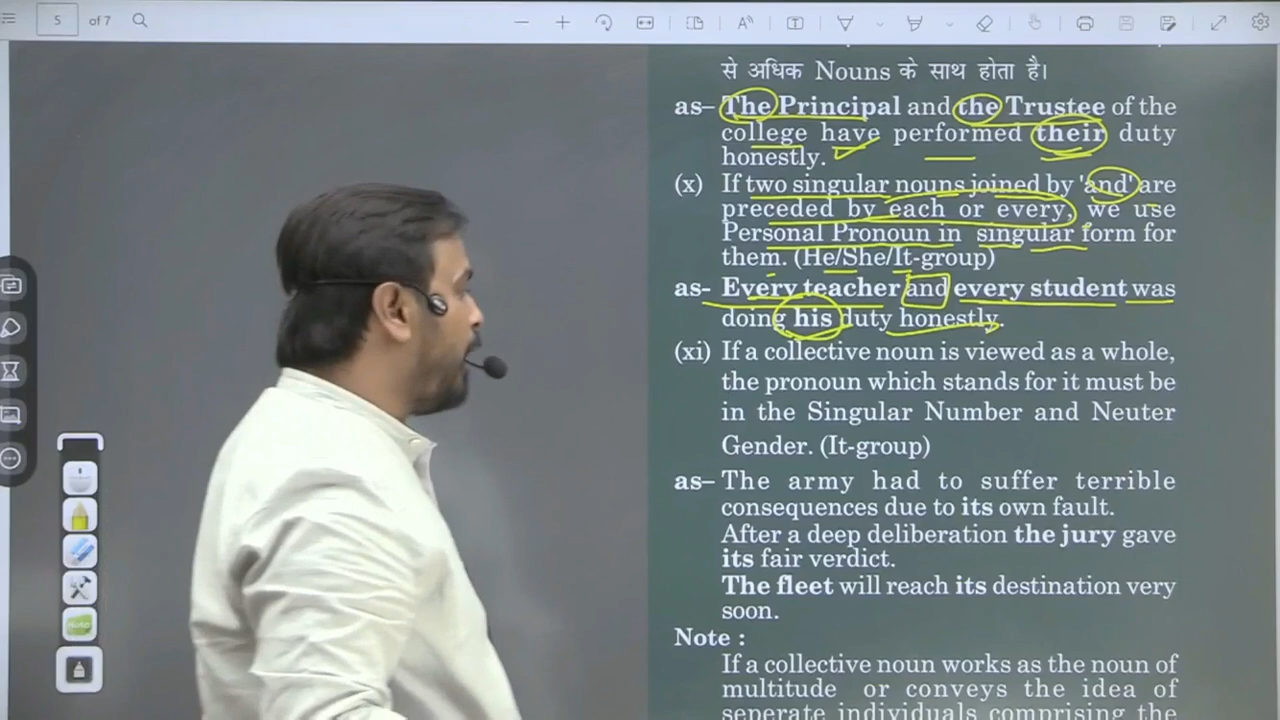 5 of 7
से अधिक Nouns के साथ होता है।
as– The Principal and the Trustee of the
college have performed their duty
honestly.
(x) If two singular nouns joined by 'and' are
preceded by each or every, we use
Personal Pronoun in singular form for
them. (He/She/It-group)
as- Every teacher and every student was
doing his duty honestly.
(xi) If a collective noun is viewed as a whole,
the pronoun which stands for it must be
in the Singular Number and Neuter
Gender. (It-group)
as– The army had to suffer terrible
consequences due to its own fault.
After a deep deliberation the jury gave
its fair verdict.
The fleet will reach its destination very
soon.
Note :
If a collective noun works as the noun of
multitude or conveys the idea of
seperate individuals comprising the